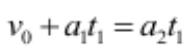 v₀ + a₁t₁ = a₂t₁